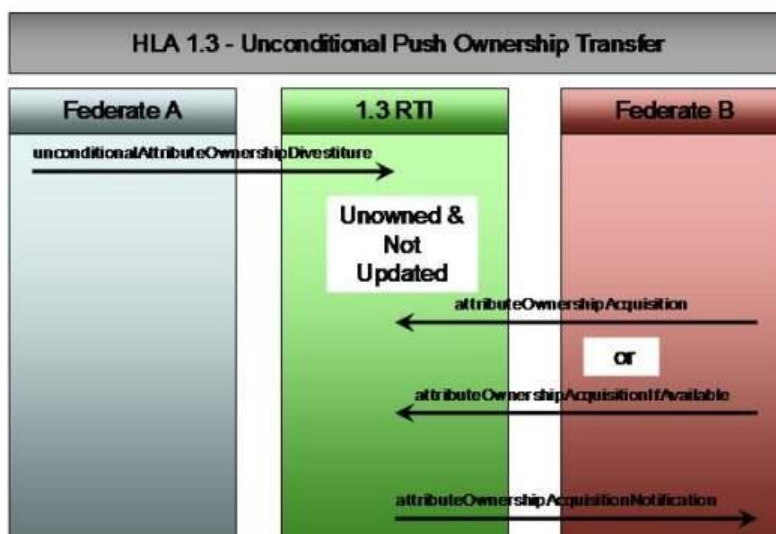 HLA 1.3 - Unconditional Push Ownership Transfer
Federate A
1.3 RTI
Federate B
unconditionalAttributeOwnershipDivestiture
Unowned &
Not
Updated
attributeOwnershipAcquisition
or
attributeOwnershipAcquisitionIfAvailable
attributeOwnershipAcquisitionNotification